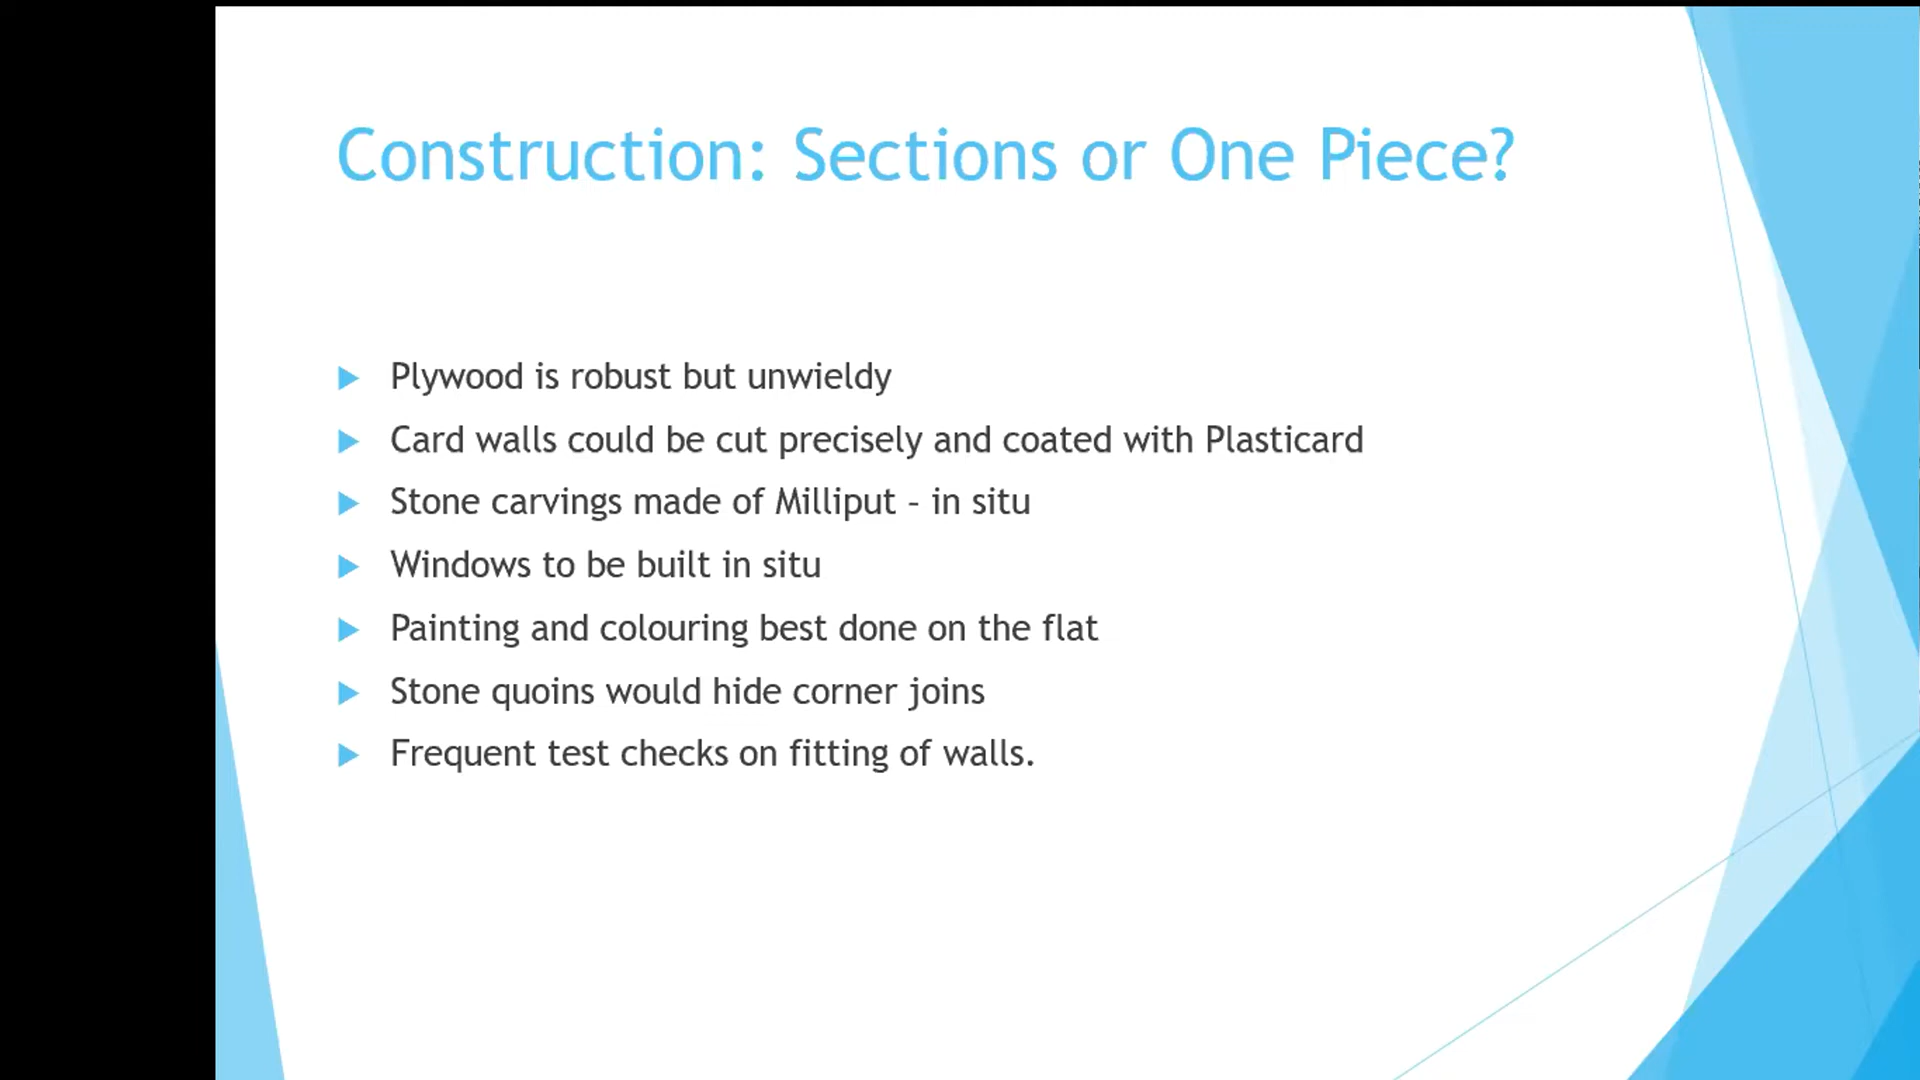 Construction: Sections or One Piece?
Plywood is robust but unwieldy
Card walls could be cut precisely and coated with Plasticard
Stone carvings made of Milliput – in situ
Windows to be built in situ
Painting and colouring best done on the flat
Stone quoins would hide corner joins
Frequent test checks on fitting of walls.